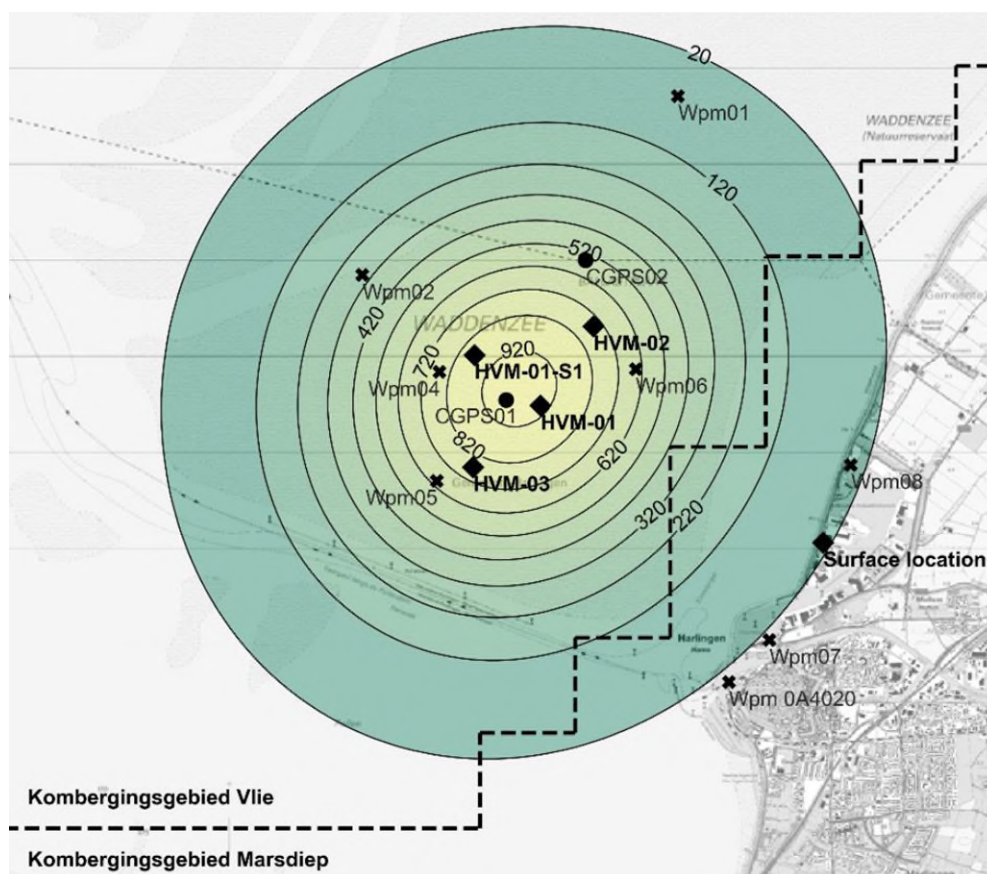 20
Wpm01
WADDENZEE
(Natuurreservaat)
120
520
CGPS02
Wpm02
420
WADDENZEE
HVM-02
920
720
HVM-01-S1
Wpm04
Wpm06
CGPS01
HVM-01
820
620
HVM-03
Wpm05
Wpm08
320
220
Surface location
Harlingen
Wpm07
Wpm 0A4020
Kombergingsgebied Vlie
Kombergingsgebied Marsdiep